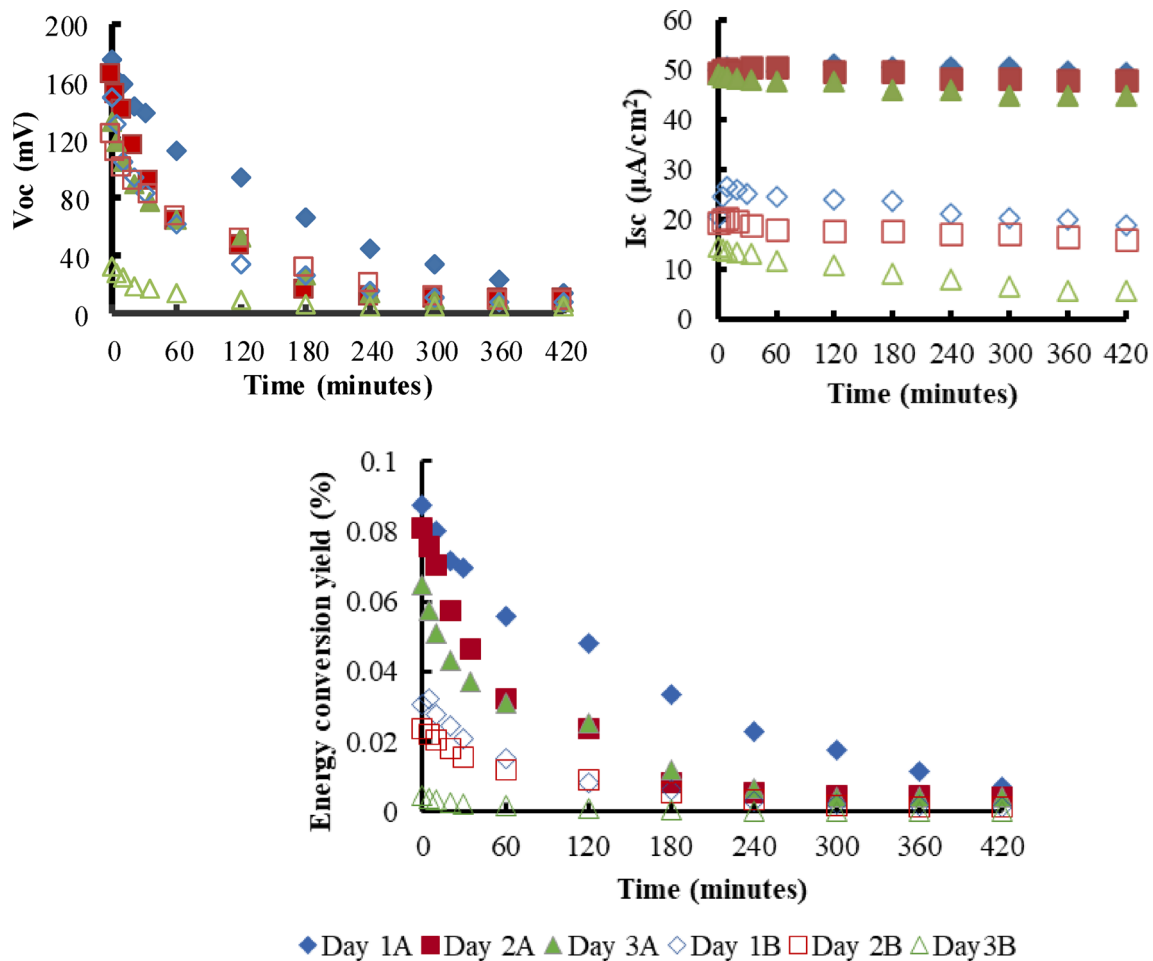 Voc (mV)
200
160
120
80
40
0
0 60 120 180 240 300 360 420
Time (minutes)
Isc (µA/cm²)
60
50
40
30
20
10
0
0 60 120 180 240 300 360 420
Time (minutes)
Energy conversion yield (%)
0.1
0.08
0.06
0.04
0.02
0
0 60 120 180 240 300 360 420
Time (minutes)
Day 1A Day 2A Day 3A Day 1B Day 2B Day3B